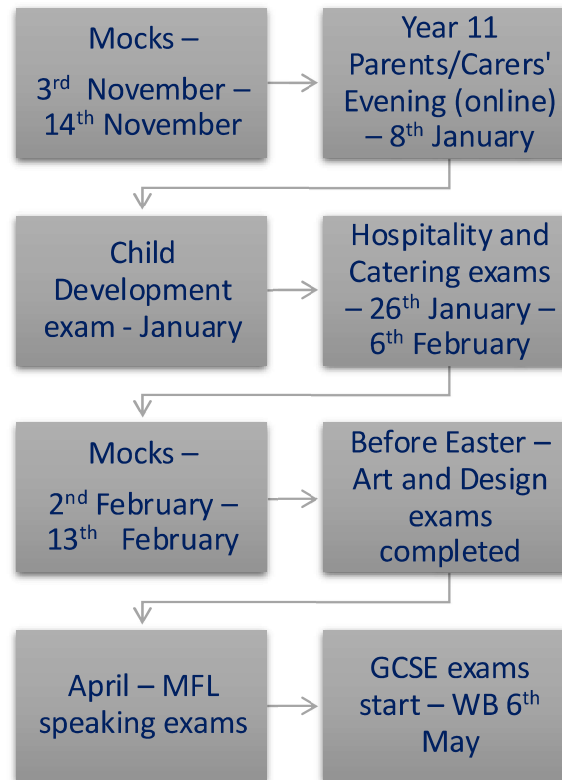 Mocks –
3rd November –
14th November
Year 11
Parents/Carers'
Evening (online)
– 8th January
Child
Development
exam - January
Hospitality and
Catering exams
– 26th January –
6th February
Mocks –
2nd February –
13th February
Before Easter –
Art and Design
exams
completed
April – MFL
speaking exams
GCSE exams
start – WB 6th
May